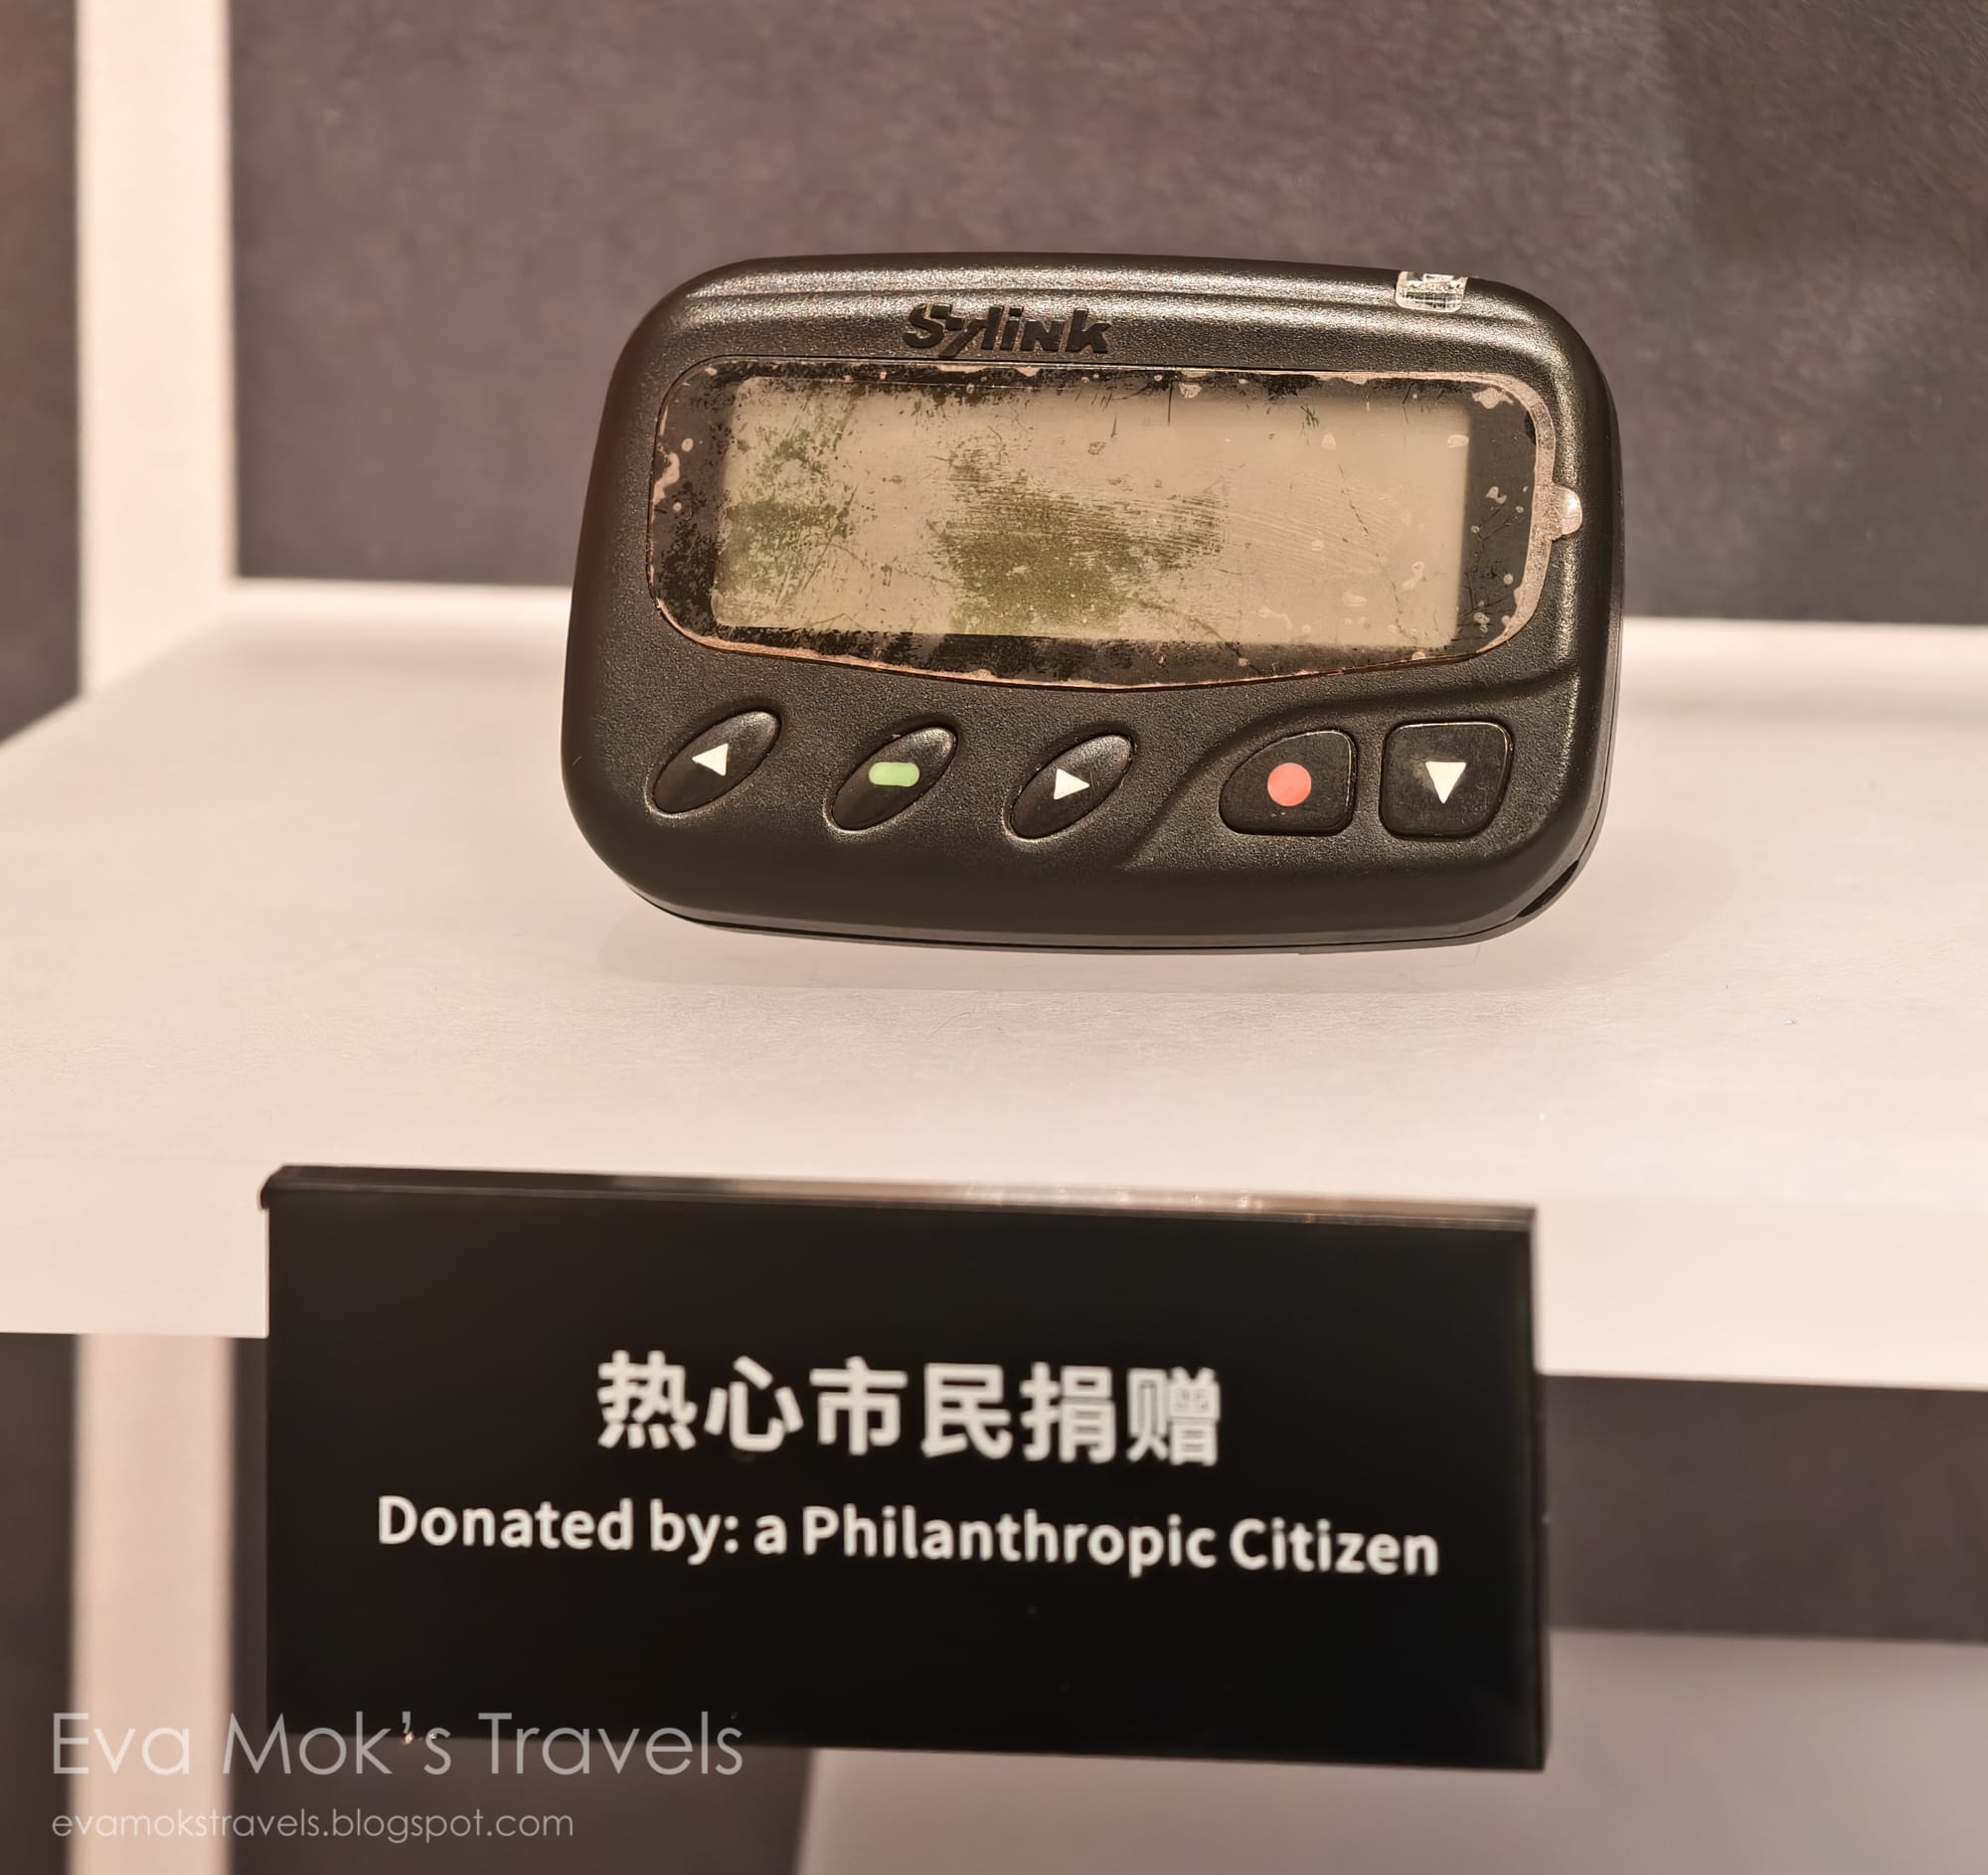 Sylink
热心市民捐赠
Donated by: a Philanthropic Citizen
Eva Mok's Travels
evamokstravels.blogspot.com